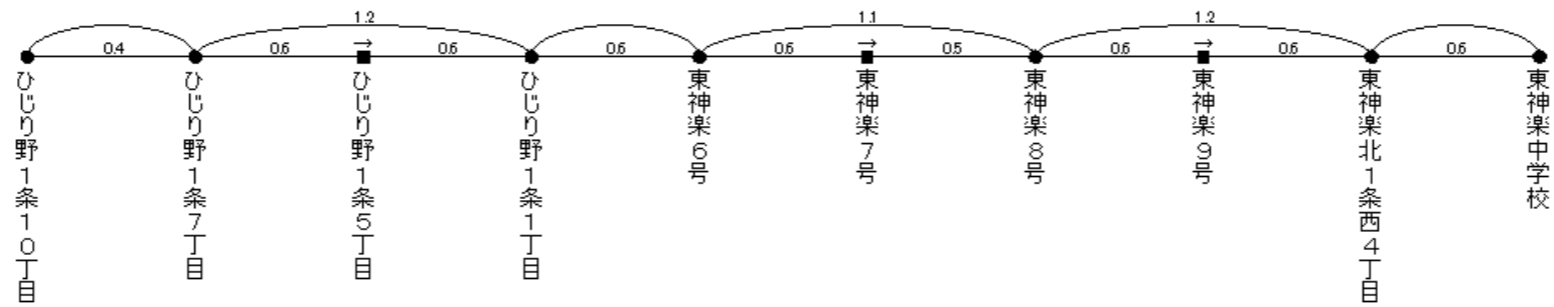 1.2
1.1
1.2
0.4
0.6
→
0.6
0.6
0.6
→
0.5
0.6
→
0.6
0.6
ひじり野1条10丁目
ひじり野1条7丁目
ひじり野1条5丁目
ひじり野1条1丁目
東神楽6号
東神楽7号
東神楽8号
東神楽9号
東神楽北1条西4丁目
東神楽中学校